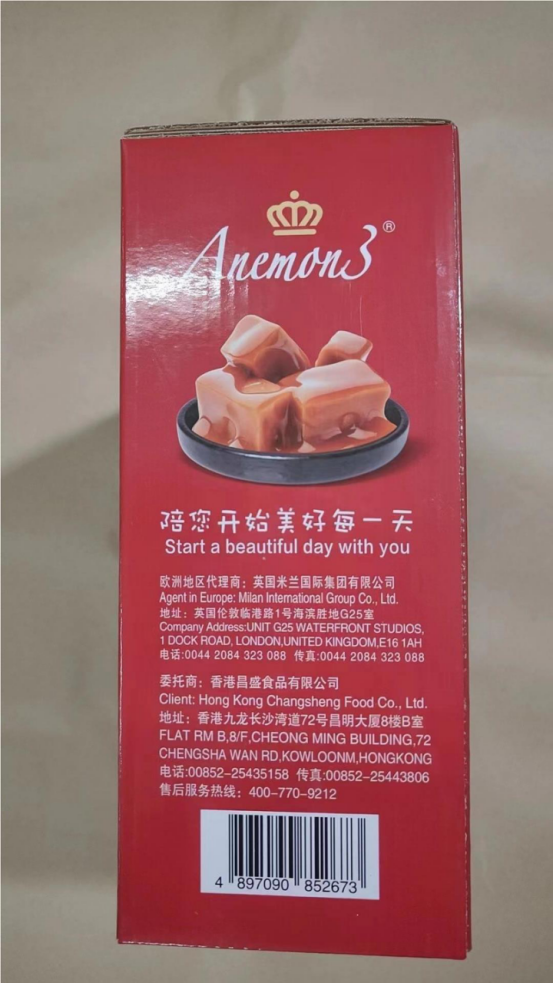 Anemon3®
陪您开始美好每一天
Start a beautiful day with you
欧洲地区代理商：英国米兰国际集团有限公司
Agent in Europe: Milan International Group Co., Ltd.
地址：英国伦敦临港路1号海滨胜地G25室
Company Address:UNIT G25 WATERFRONT STUDIOS,
1 DOCK ROAD, LONDON,UNITED KINGDOM,E16 1AH
电话:0044 2084 323 088 传真:0044 2084 323 088
委托商：香港昌盛食品有限公司
Client: Hong Kong Changsheng Food Co., Ltd.
地址：香港九龙长沙湾道72号昌明大厦8楼B室
FLAT RM B,8/F,CHEONG MING BUILDING,72
CHENGSHA WAN RD,KOWLOONM,HONGKONG
电话:00852-25435158 传真:00852-25443806
售后服务热线：400-770-9212
4 897090 852673